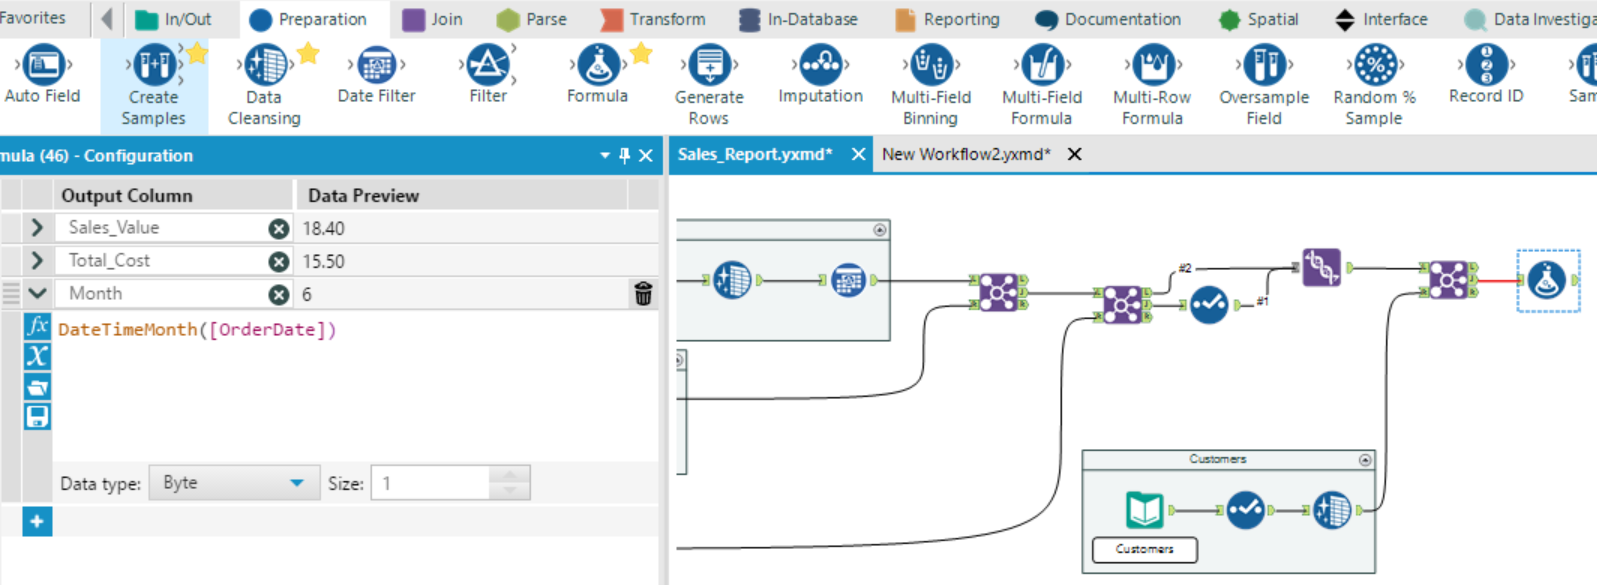 Favorites In/Out Preparation Join Parse Transform In-Database Reporting Documentation Spatial Interface Data Investiga
Auto Field Create Samples Data Cleansing Date Filter Filter Formula Generate Rows Imputation Multi-Field Binning Multi-Field Formula Multi-Row Formula Oversample Field Random % Sample Record ID Sam
mula (46) - Configuration
Sales_Report.yxmd* New Workflow2.yxmd*
Output Column Data Preview
Sales_Value 18.40
Total_Cost 15.50
Month 6
DateTimeMonth([OrderDate])
Data type: Byte Size: 1
#2
#1
Customers
Customers